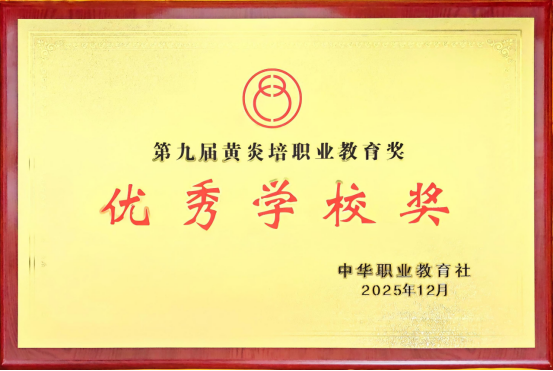 第九届黄炎培职业教育奖
优秀学校奖
中华职业教育社
2025年12月